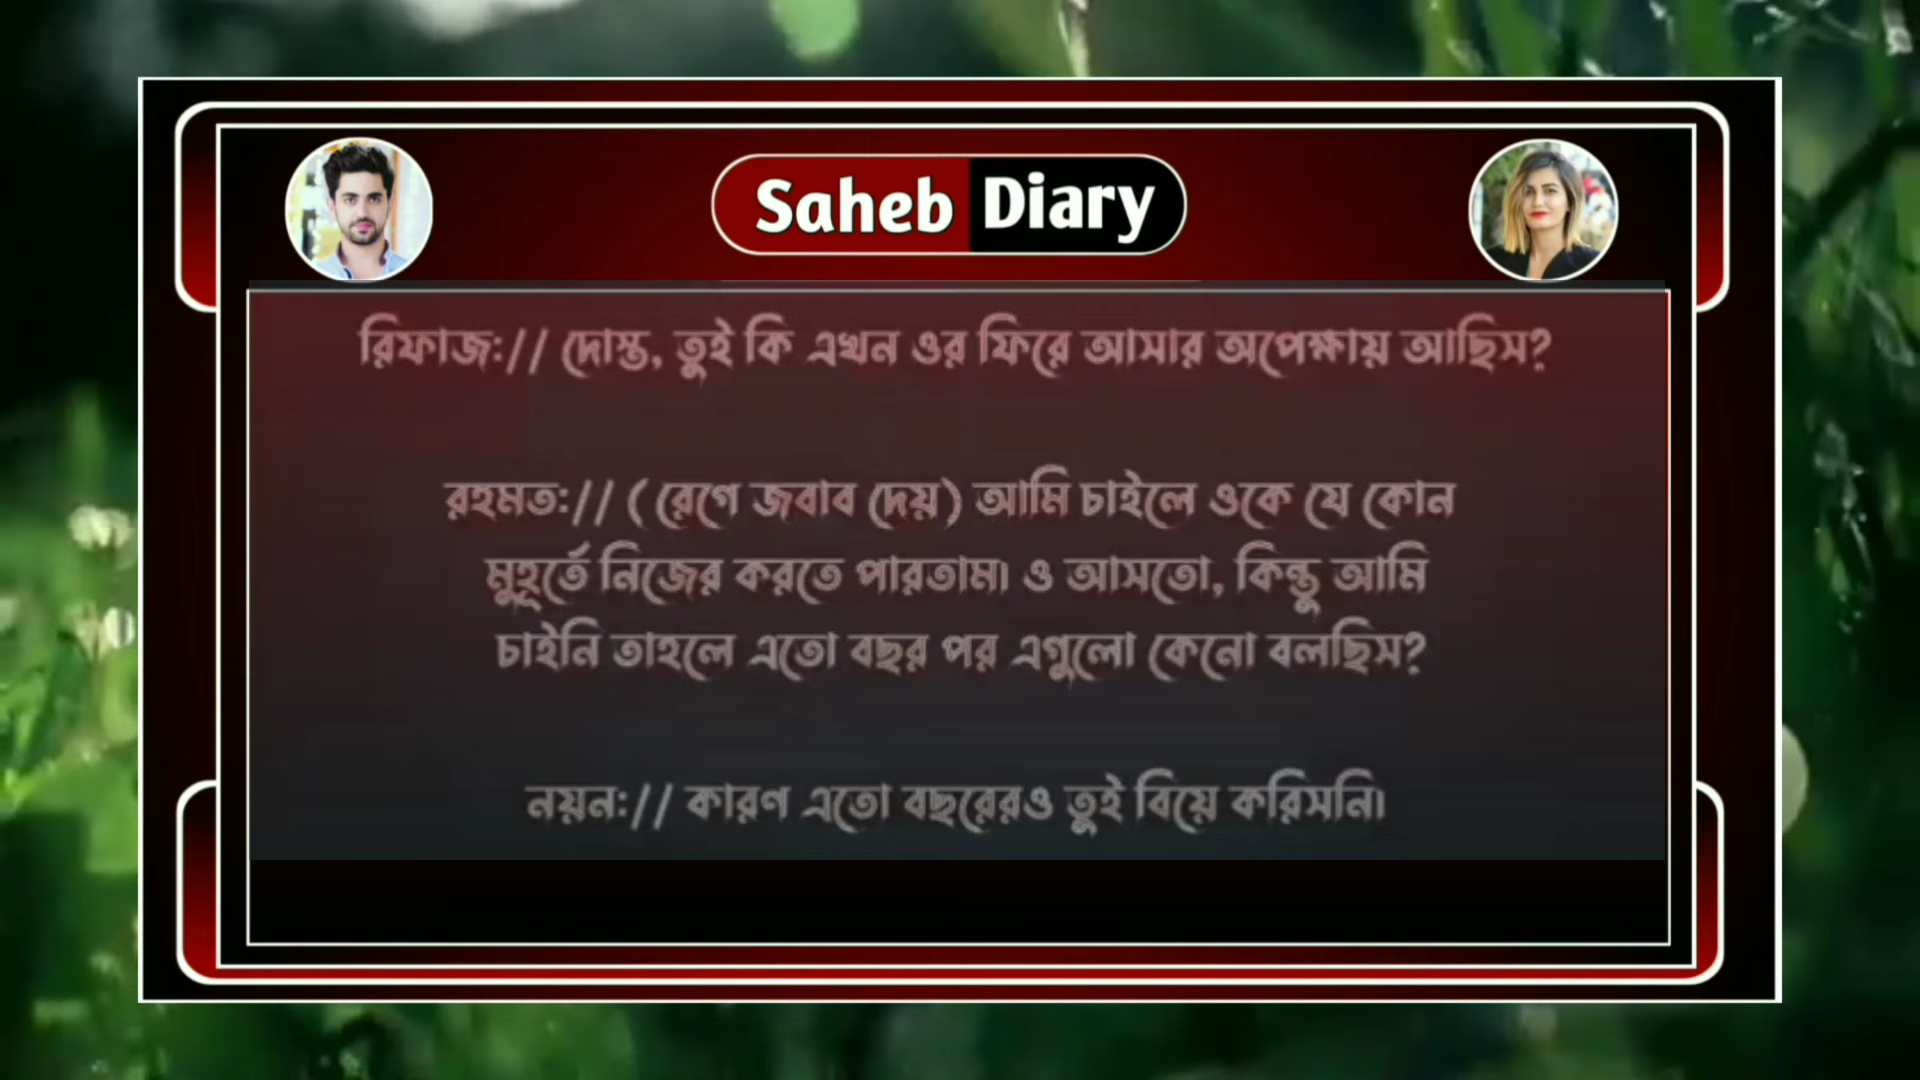 Saheb Diary
রিফাজ:// দোস্ত, তুই কি এখন ওর ফিরে আসার অপেক্ষায় আছিস?
রহমত:// ( রেগে জবাব দেয়) আমি চাইলে ওকে যে কোন
মুহূর্তে নিজের করতে পারতাম। ও আসতো, কিন্তু আমি
চাইনি তাহলে এতো বছর পর এগুলো কেনো বলছিস?
নয়ন:// কারণ এতো বছরেরও তুই বিয়ে করিসনি।